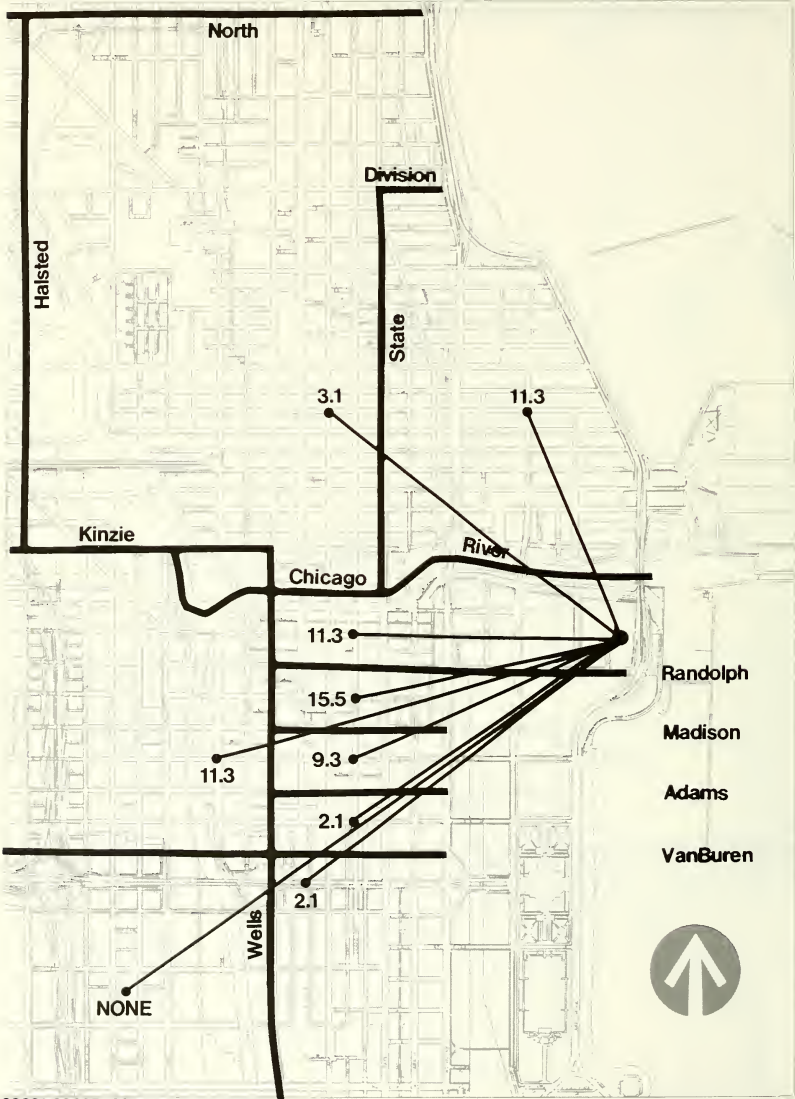 North
Division
Halsted
State
3.1
11.3
Kinzie
River
Chicago
11.3
Randolph
15.5
Madison
11.3
9.3
Adams
2.1
VanBuren
2.1
Wells
NONE